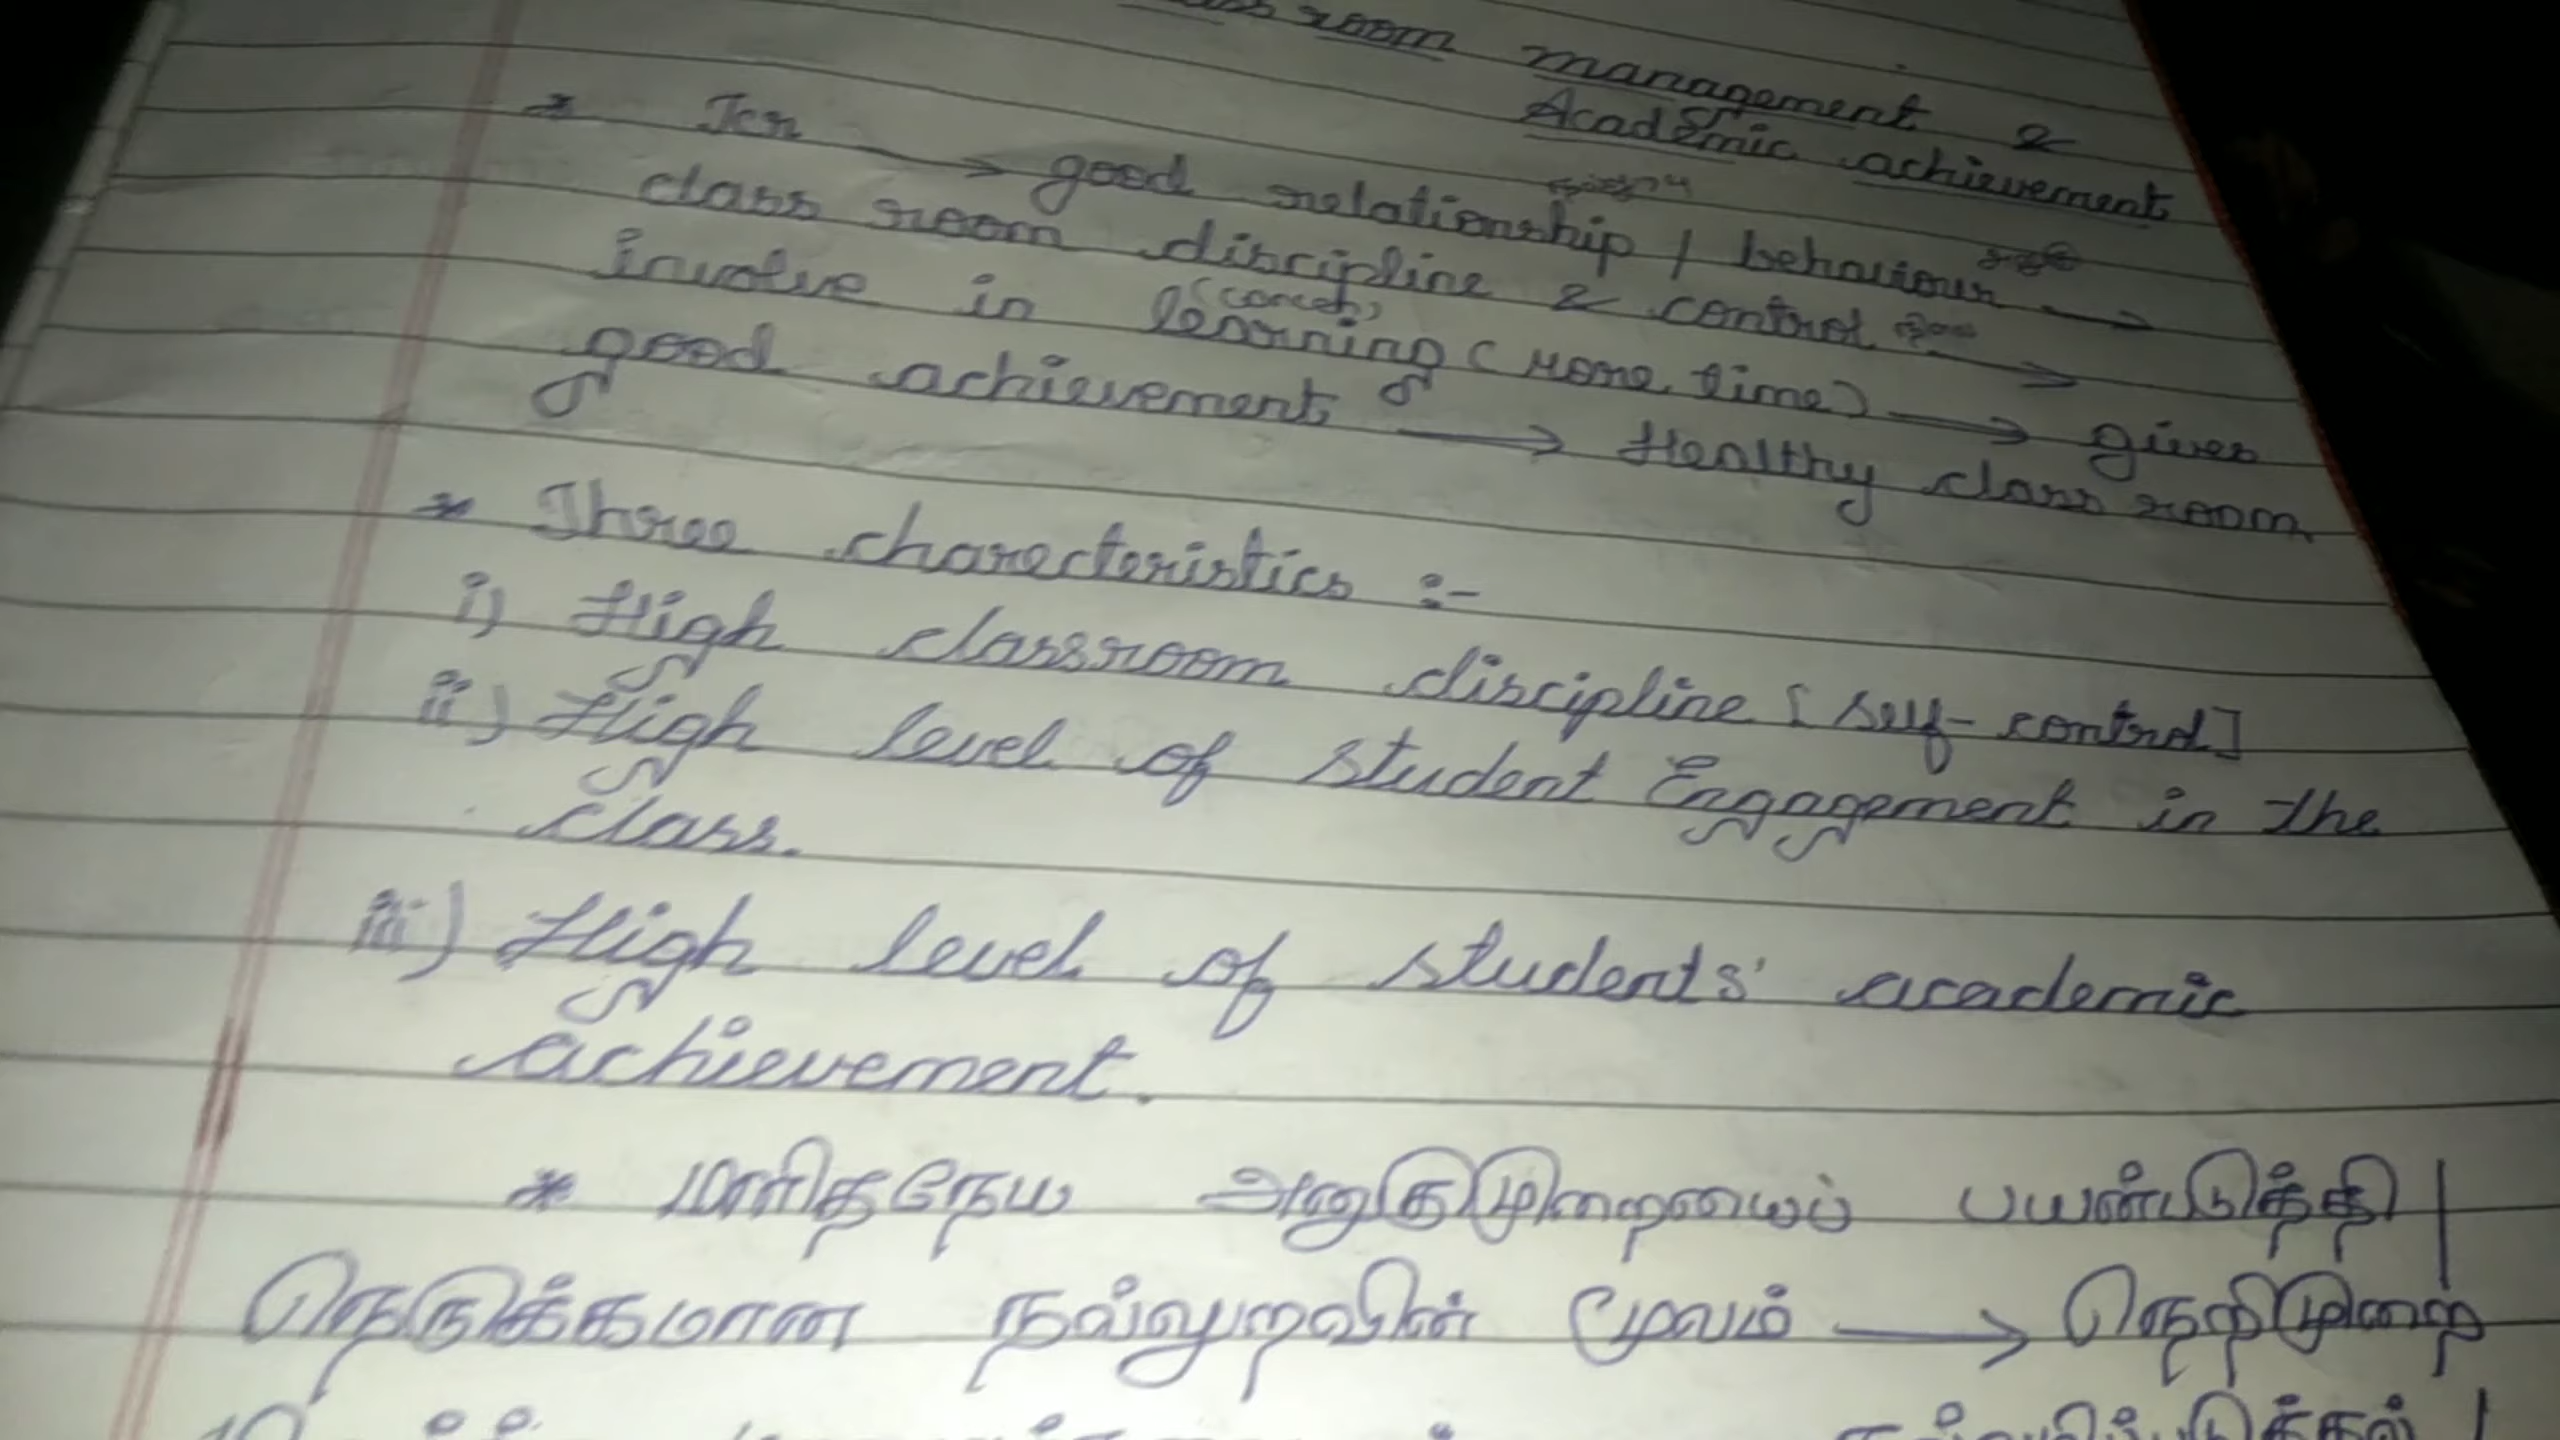 room management &
Academic achievement
* Tcr → good relationship / behaviour →
class room discipline & control →
involve in learning (More time) → gives
good achievement → Healthy class room
* Three charecteristics :-
i) High classroom discipline [self-control]
ii) High level of student Engagement in the
class.
iii) High level of students' academic
achievement.
* மனிதநேய அணுகுமுறையைப் பயன்படுத்தி /
நெருக்கமான நல்லுறவின் மூலம் → நெறிமுறை